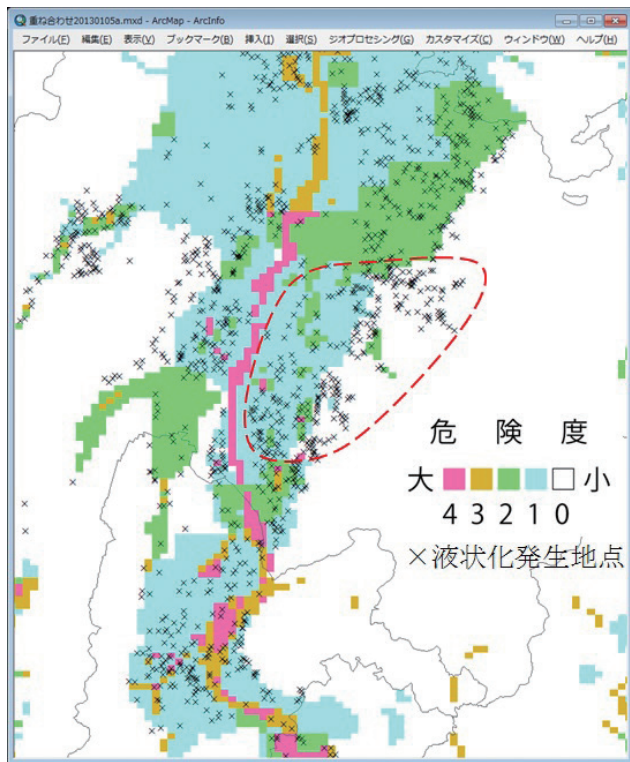 重ね合わせ20130105a.mxd - ArcMap - ArcInfo
ファイル(F) 編集(E) 表示(V) ブックマーク(B) 挿入(I) 選択(S) ジオプロセシング(G) カスタマイズ(C) ウィンドウ(W) ヘルプ(H)
危 険 度
大 小
4 3 2 1 0
×液状化発生地点